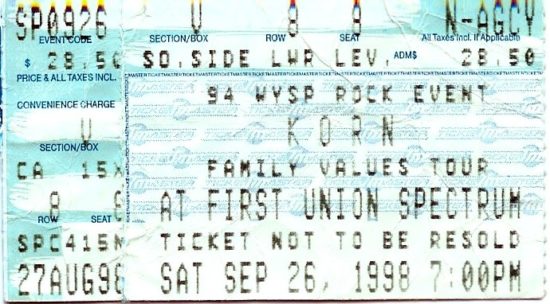 SP0926 V 8 9 N-AGCY
EVENT CODE SECTION/BOX ROW SEAT All Taxes Incl. If Applicable
$ 28.50 SO.SIDE LWR LEV. ADM$ 28.50
PRICE & ALL TAXES INCL.
94 WYSP ROCK EVENT
CONVENIENCE CHARGE
KORN
V
SECTION/BOX
CA 15X FAMILY VALUES TOUR
8 9 AT FIRST UNION SPECTRUM
ROW SEAT
SPC415N TICKET NOT TO BE RESOLD
27AUG98 SAT SEP 26, 1998 7:00PM